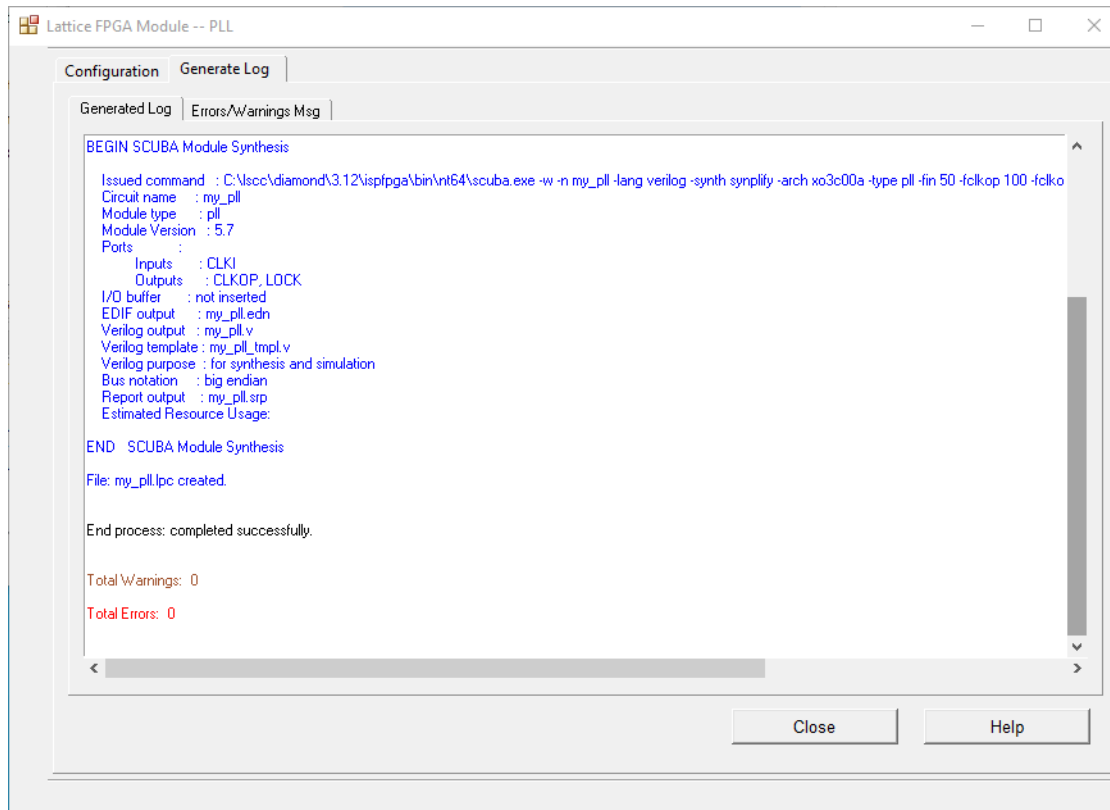 Lattice FPGA Module -- PLL
Configuration Generate Log
Generated Log Errors/Warnings Msg
BEGIN SCUBA Module Synthesis
Issued command : C:\lscc\diamond\3.12\ispfpga\bin\nt64\scuba.exe -w -n my_pll -lang verilog -synth synplify -arch xo3c00a -type pll -fin 50 -fclkop 100 -fclko
Circuit name : my_pll
Module type : pll
Module Version : 5.7
Ports :
Inputs : CLKI
Outputs : CLKOP, LOCK
I/O buffer : not inserted
EDIF output : my_pll.edn
Verilog output : my_pll.v
Verilog template : my_pll_tmpl.v
Verilog purpose : for synthesis and simulation
Bus notation : big endian
Report output : my_pll.srp
Estimated Resource Usage:
END SCUBA Module Synthesis
File: my_pll.lpc created.
End process: completed successfully.
Total Warnings: 0
Total Errors: 0
Close Help